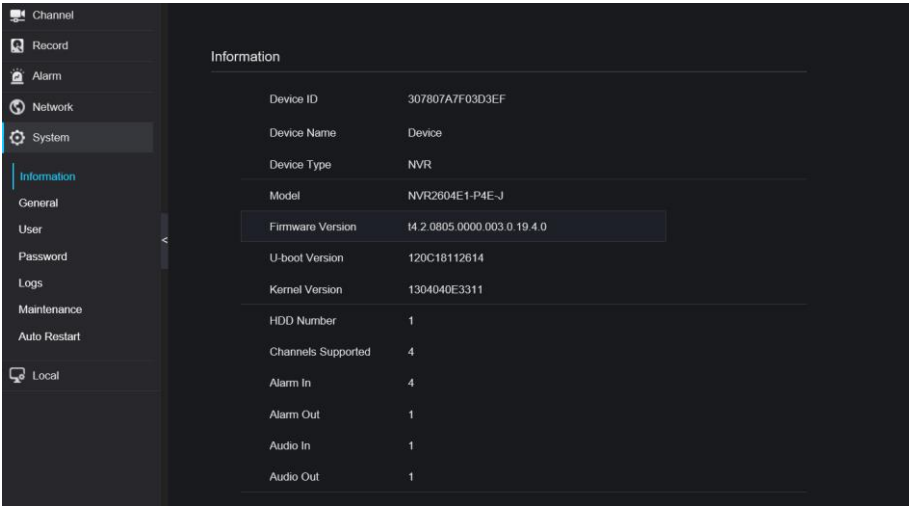 Channel
Record
Alarm
Network
System
Information
General
User
Password
Logs
Maintenance
Auto Restart
Local
<
Information
Device ID 307807A7F03D3EF
Device Name Device
Device Type NVR
Model NVR2604E1-P4E-J
Firmware Version t4.2.0805.0000.003.0.19.4.0
U-boot Version 120C18112614
Kernel Version 1304040E3311
HDD Number 1
Channels Supported 4
Alarm In 4
Alarm Out 1
Audio In 1
Audio Out 1